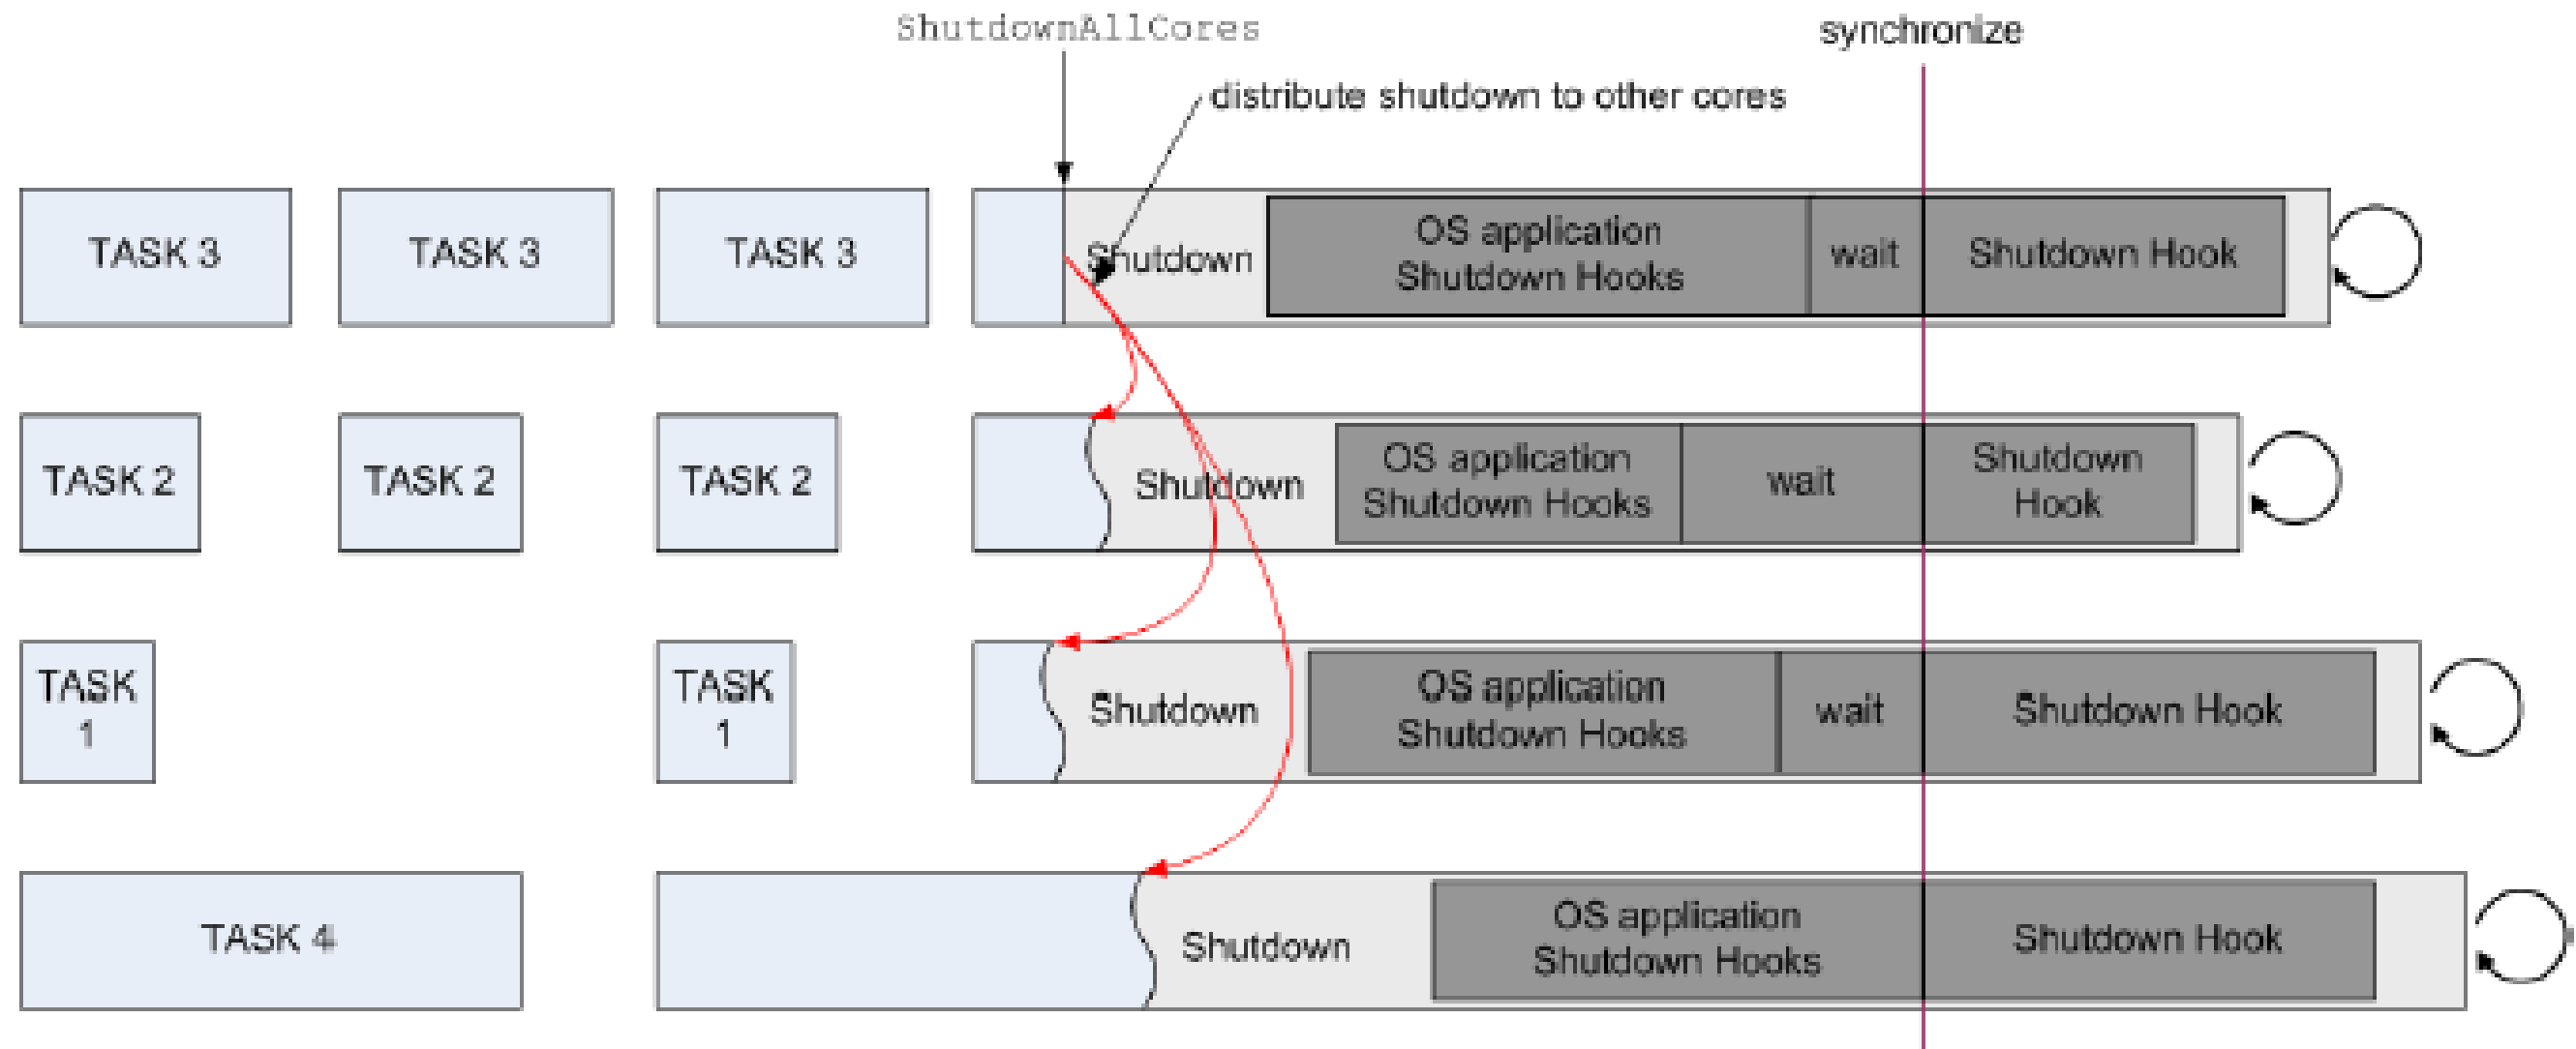 ShutdownAllCores
synchronize
distribute shutdown to other cores
TASK 3
TASK 3
TASK 3
Shutdown
OS application
Shutdown Hooks
wait
Shutdown Hook
TASK 2
TASK 2
TASK 2
Shutdown
OS application
Shutdown Hooks
wait
Shutdown
Hook
TASK
1
TASK
1
Shutdown
OS application
Shutdown Hooks
wait
Shutdown Hook
TASK 4
Shutdown
OS application
Shutdown Hooks
Shutdown Hook